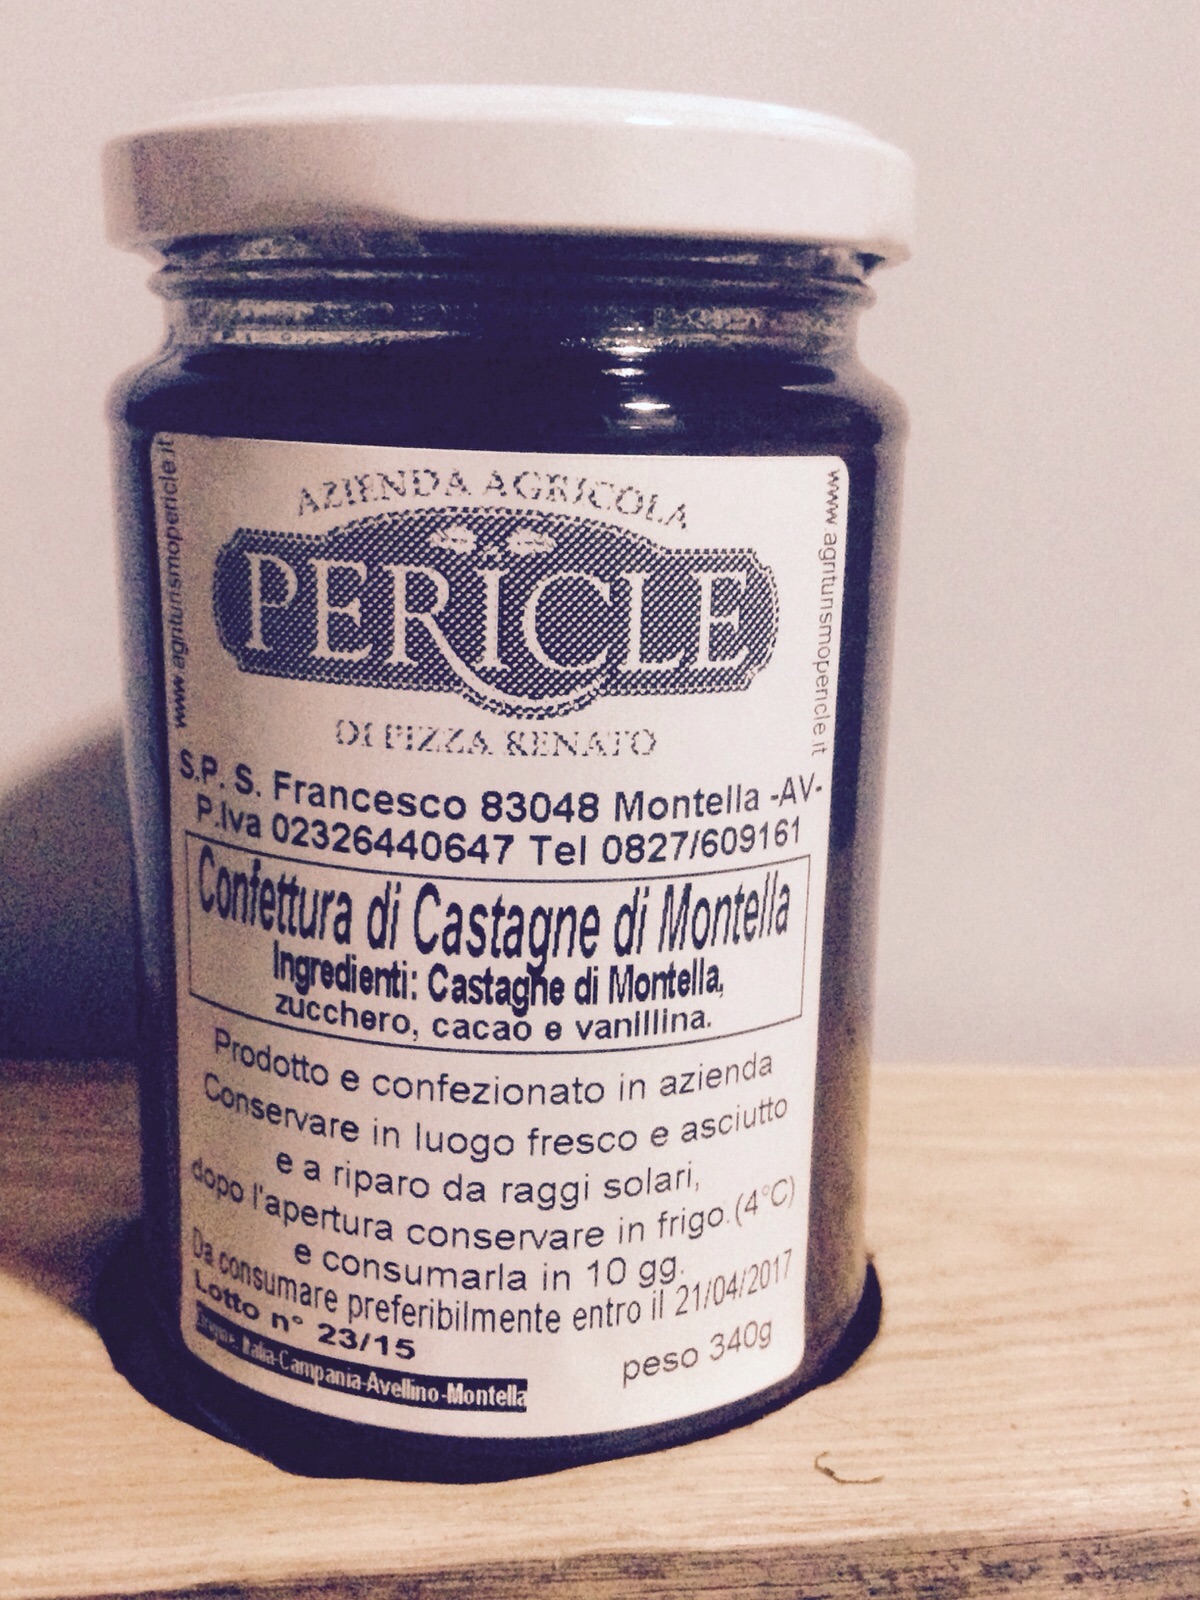 AZIENDA AGRICOLA
PERICLE
DI PIZZA RENATO
www.agriturismopericle.it
www.agriturismopericle.it
S.P. S. Francesco 83048 Montella -AV-
P.Iva 02326440647 Tel 0827/609161
Confettura di Castagne di Montella
Ingredienti: Castagne di Montella,
zucchero, cacao e vanillina.
Prodotto e confezionato in azienda
Conservare in luogo fresco e asciutto
e a riparo da raggi solari,
dopo l'apertura conservare in frigo.(4°C)
e consumarla in 10 gg.
Da consumare preferibilmente entro il 21/04/2017
Lotto n° 23/15
peso 340g
Italia-Campania-Avellino-Montella